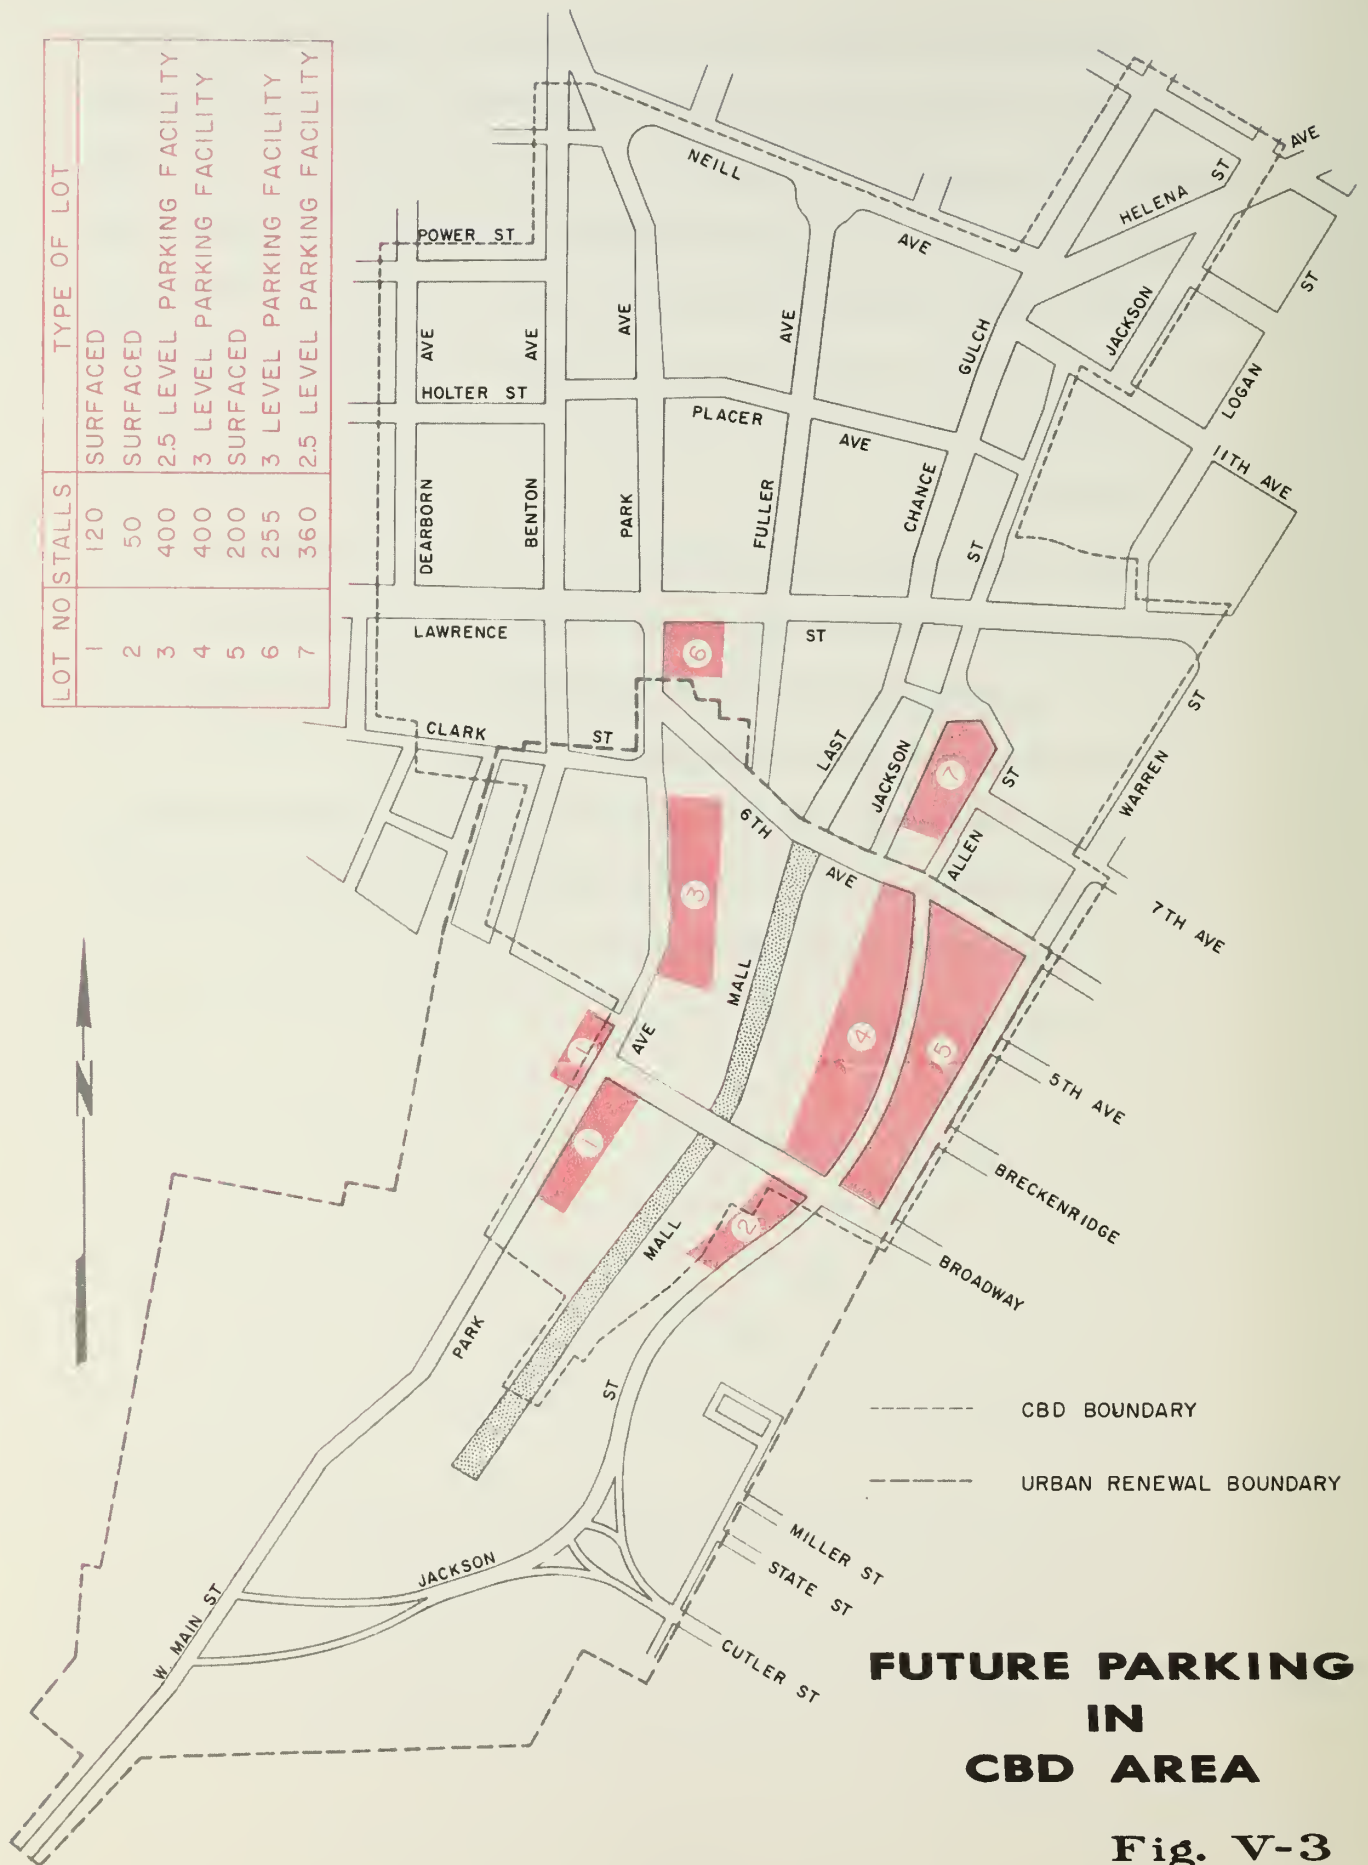 LOT NO STALLS TYPE OF LOT
1 120 SURFACED
2 50 SURFACED
3 400 2.5 LEVEL PARKING FACILITY
4 400 3 LEVEL PARKING FACILITY
5 200 SURFACED
6 255 3 LEVEL PARKING FACILITY
7 360 2.5 LEVEL PARKING FACILITY
NEILL
AVE
HELENA
ST
AVE
POWER ST
AVE
AVE
AVE
AVE
GULCH
JACKSON
ST
LOGAN
HOLTER ST
PLACER
AVE
11TH AVE
DEARBORN
BENTON
PARK
FULLER
CHANCE
ST
LAWRENCE
ST
6
CLARK
ST
LAST
JACKSON
7
ST
WARREN
ST
6TH
AVE
ALLEN
3
7TH AVE
MALL
4
5
1
AVE
5TH AVE
1
BRECKENRIDGE
2
MALL
BROADWAY
PARK
ST
CBD BOUNDARY
URBAN RENEWAL BOUNDARY
MILLER ST
STATE ST
JACKSON
W. MAIN ST
CUTLER ST
N
FUTURE PARKING
IN
CBD AREA
Fig. V-3